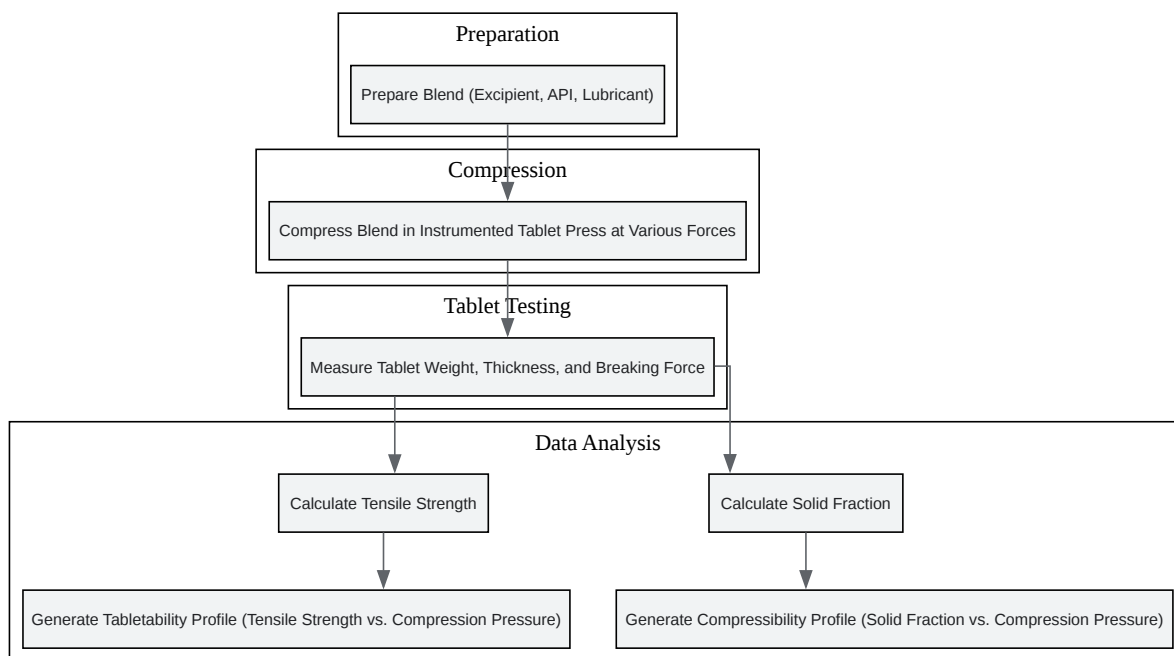 Preparation
Prepare Blend (Excipient, API, Lubricant)
Compression
Compress Blend in Instrumented Tablet Press at Various Forces
Tablet Testing
Measure Tablet Weight, Thickness, and Breaking Force
Data Analysis
Calculate Tensile Strength
Calculate Solid Fraction
Generate Tabletability Profile (Tensile Strength vs. Compression Pressure)
Generate Compressibility Profile (Solid Fraction vs. Compression Pressure)